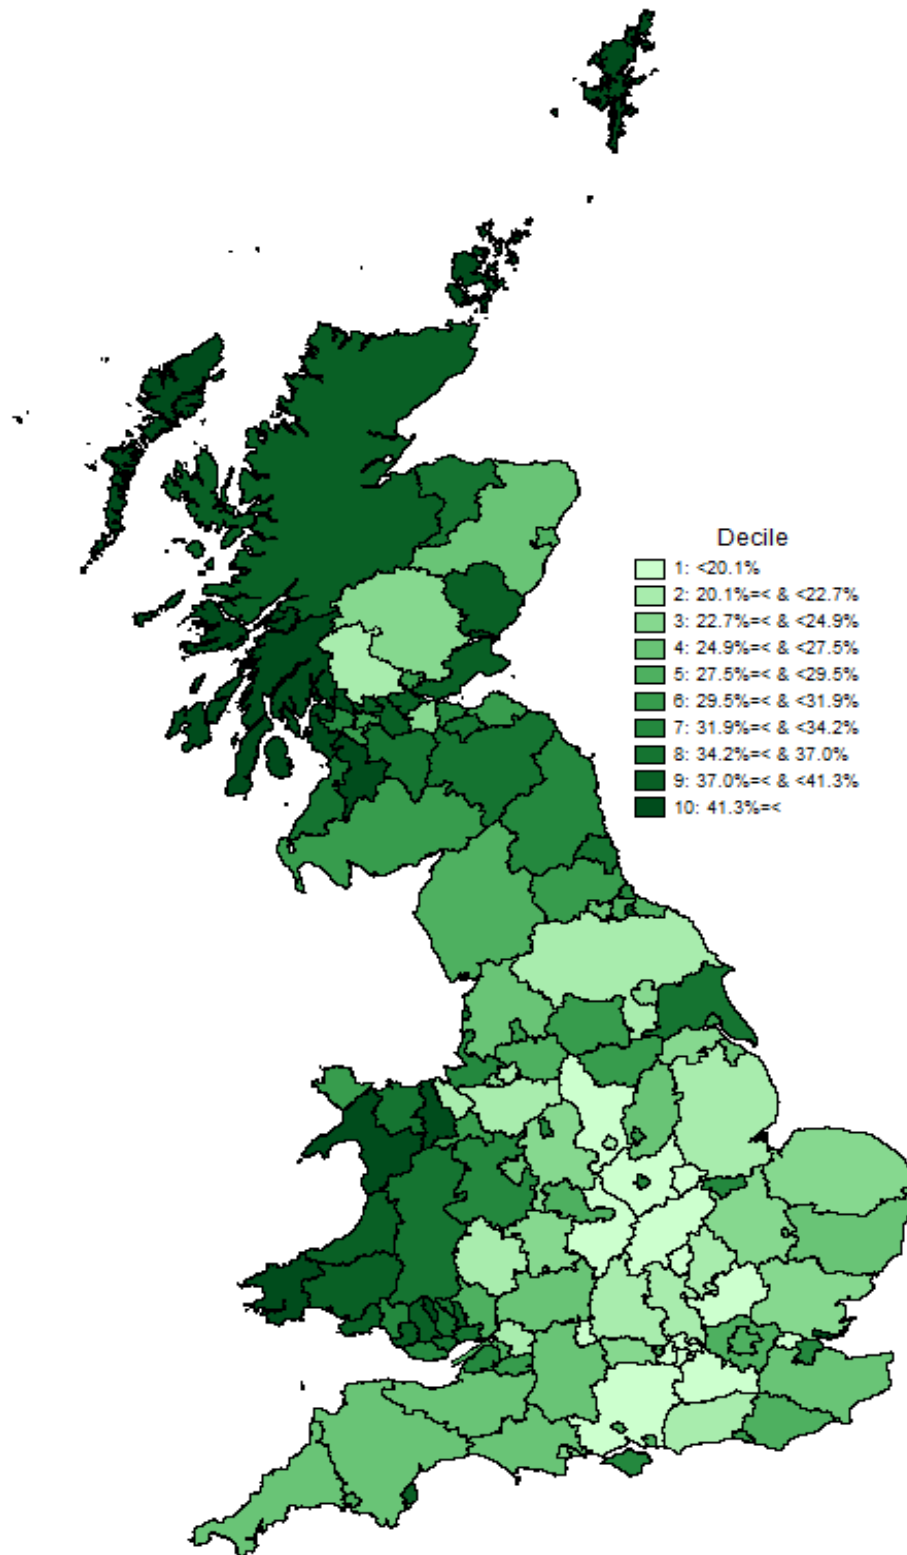 Decile
1: <20.1%
2: 20.1%=< & <22.7%
3: 22.7%=< & <24.9%
4: 24.9%=< & <27.5%
5: 27.5%=< & <29.5%
6: 29.5%=< & <31.9%
7: 31.9%=< & <34.2%
8: 34.2%=< & 37.0%
9: 37.0%=< & <41.3%
10: 41.3%=<